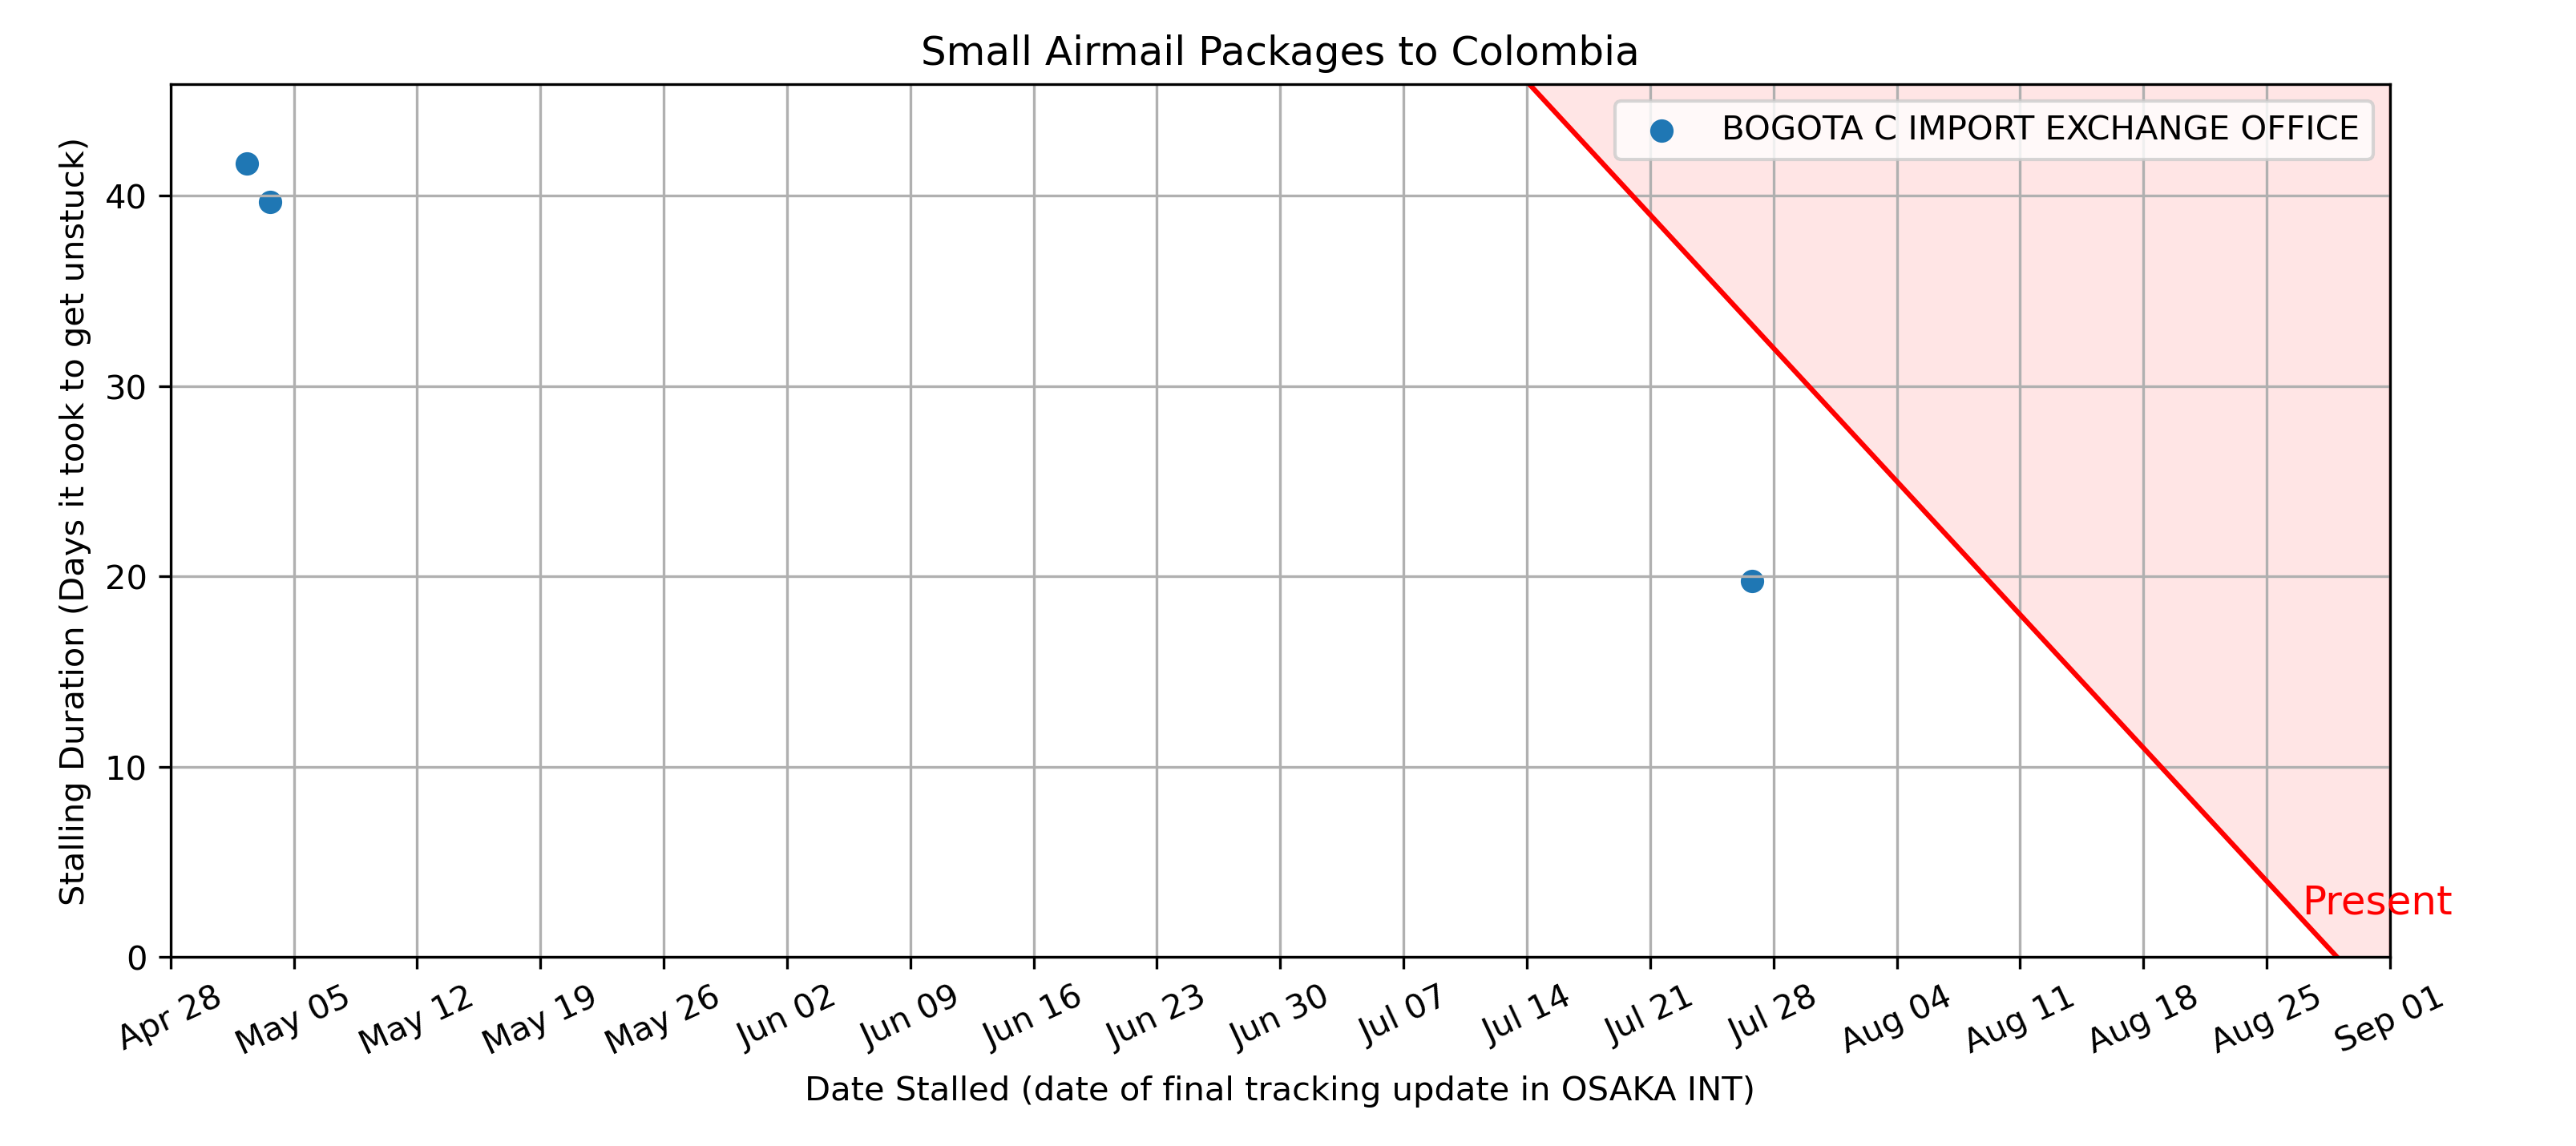 Small Airmail Packages to Colombia
BOGOTA C IMPORT EXCHANGE OFFICE
Stalling Duration (Days it took to get unstuck)
40
30
20
10
0
Present
Apr 28
May 05
May 12
May 19
May 26
Jun 02
Jun 09
Jun 16
Jun 23
Jun 30
Jul 07
Jul 14
Jul 21
Jul 28
Aug 04
Aug 11
Aug 18
Aug 25
Sep 01
Date Stalled (date of final tracking update in OSAKA INT)